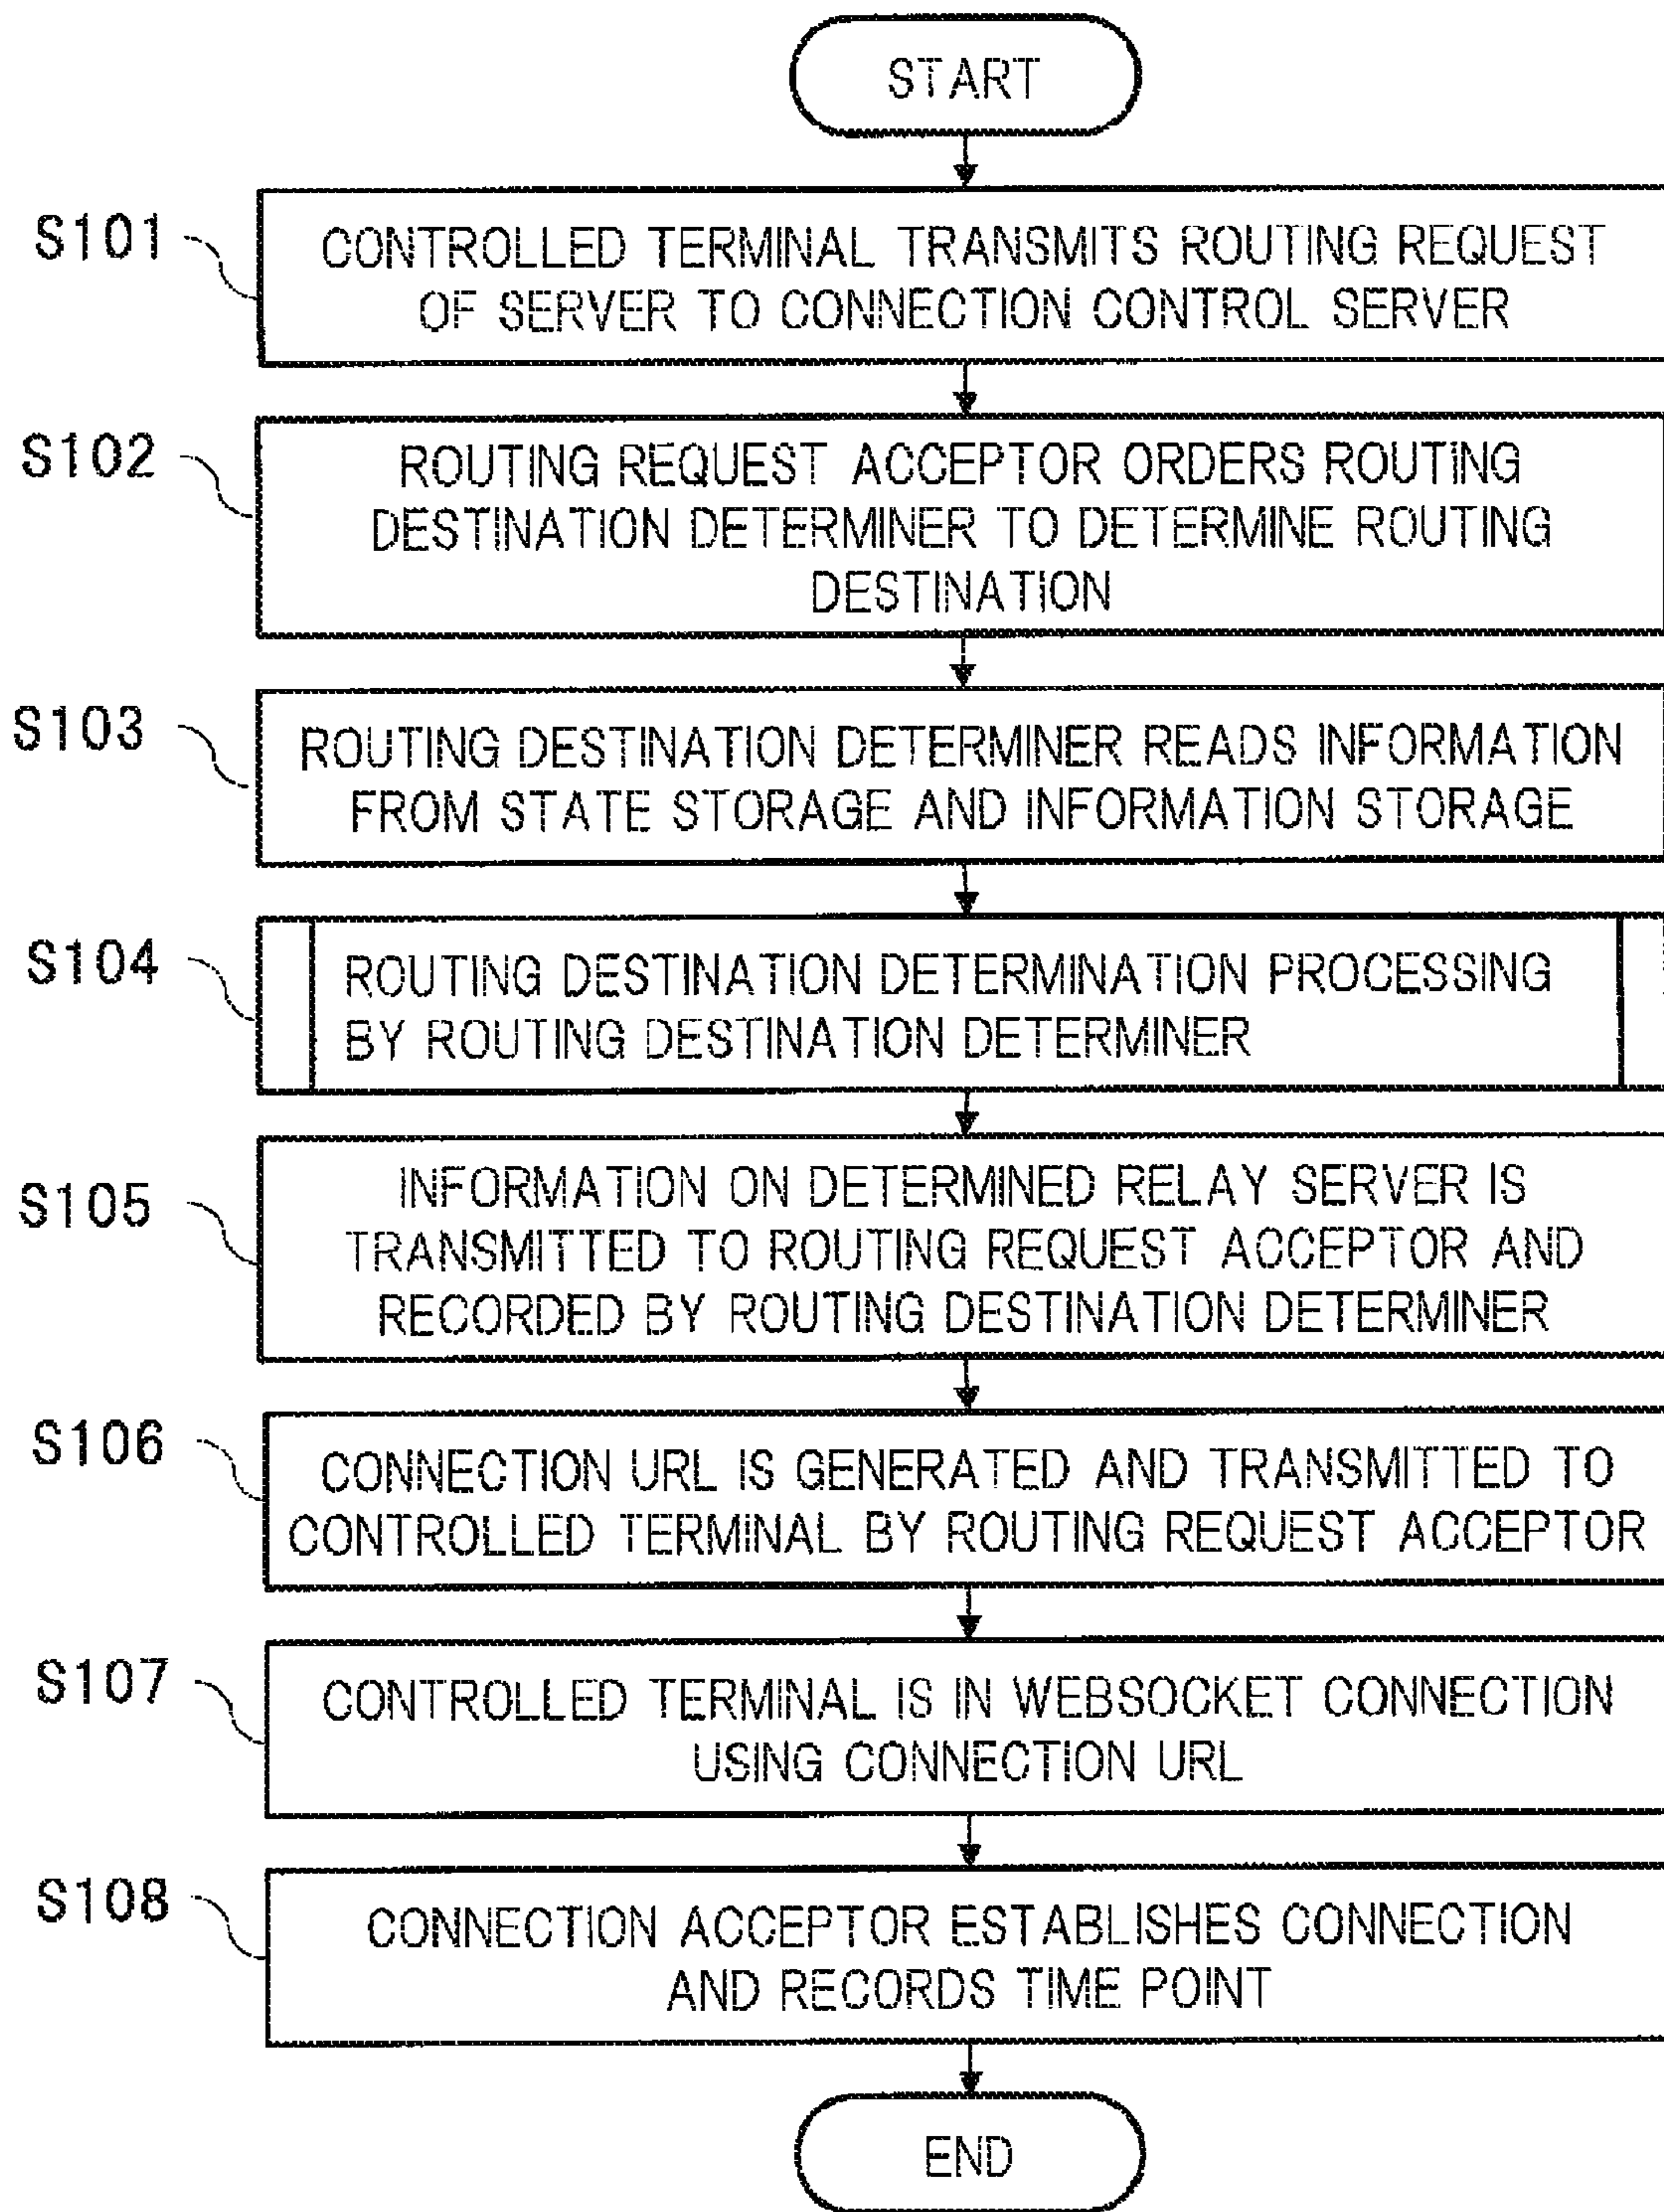 START
S101
CONTROLLED TERMINAL TRANSMITS ROUTING REQUEST
OF SERVER TO CONNECTION CONTROL SERVER
S102
ROUTING REQUEST ACCEPTOR ORDERS ROUTING
DESTINATION DETERMINER TO DETERMINE ROUTING
DESTINATION
S103
ROUTING DESTINATION DETERMINER READS INFORMATION
FROM STATE STORAGE AND INFORMATION STORAGE
S104
ROUTING DESTINATION DETERMINATION PROCESSING
BY ROUTING DESTINATION DETERMINER
S105
INFORMATION ON DETERMINED RELAY SERVER IS
TRANSMITTED TO ROUTING REQUEST ACCEPTOR AND
RECORDED BY ROUTING DESTINATION DETERMINER
S106
CONNECTION URL IS GENERATED AND TRANSMITTED TO
CONTROLLED TERMINAL BY ROUTING REQUEST ACCEPTOR
S107
CONTROLLED TERMINAL IS IN WEBSOCKET CONNECTION
USING CONNECTION URL
S108
CONNECTION ACCEPTOR ESTABLISHES CONNECTION
AND RECORDS TIME POINT
END